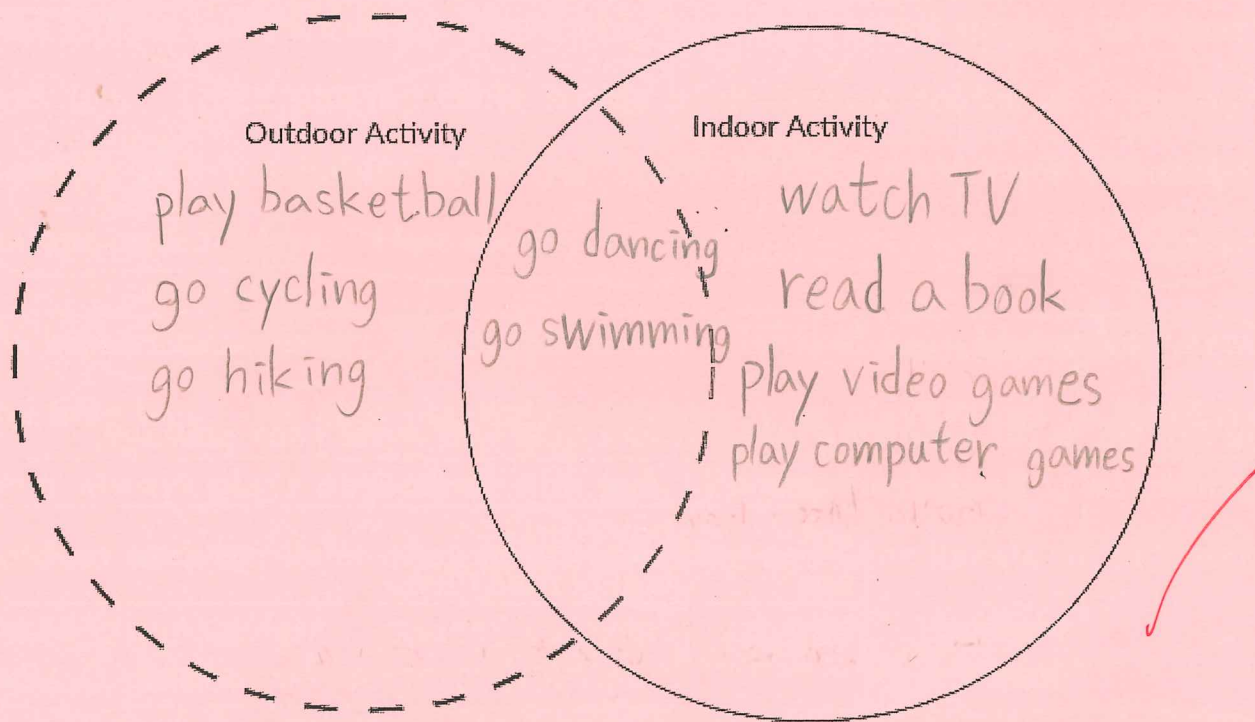 Outdoor Activity
play basketball
go cycling
go hiking
go dancing
go swimming
Indoor Activity
watch TV
read a book
play video games
play computer games